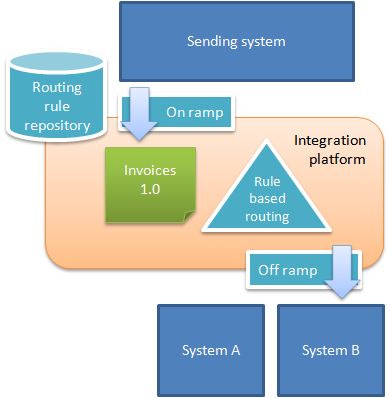 Sending system
Routing
rule
repository
On ramp
Integration
platform
Invoices
1.0
Rule
based
routing
Off ramp
System A
System B